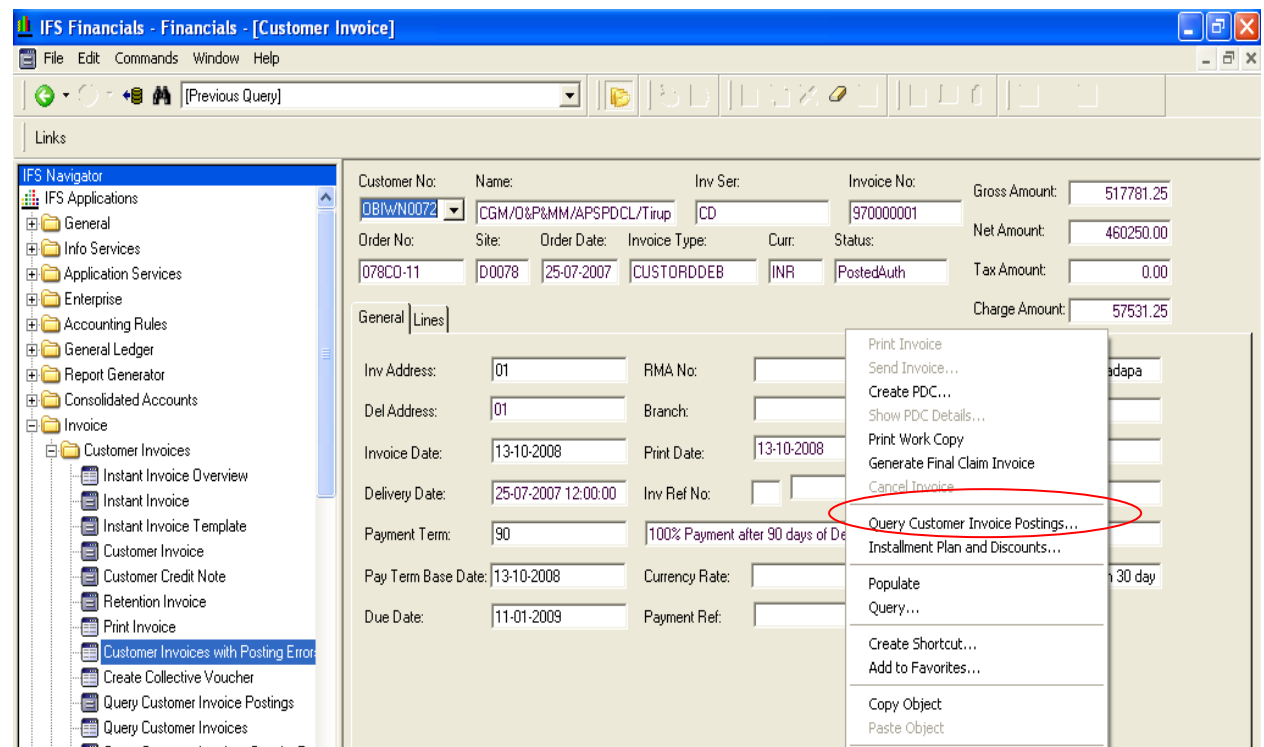 IFS Financials - Financials - [Customer Invoice]
File Edit Commands Window Help
[Previous Query]
Links
IFS Navigator
IFS Applications
General
Info Services
Application Services
Enterprise
Accounting Rules
General Ledger
Report Generator
Consolidated Accounts
Invoice
Customer Invoices
Instant Invoice Overview
Instant Invoice
Instant Invoice Template
Customer Invoice
Customer Credit Note
Retention Invoice
Print Invoice
Customer Invoices with Posting Error
Create Collective Voucher
Query Customer Invoice Postings
Query Customer Invoices
Customer No: Name: Inv Ser: Invoice No:
OBIWN0072 CGM/O&P&MM/APSPDCL/Tirup CD 970000001
Order No: Site: Order Date: Invoice Type: Curr: Status:
078CO-11 D0078 25-07-2007 CUSTORDDEB INR PostedAuth
Gross Amount: 517781.25
Net Amount: 460250.00
Tax Amount: 0.00
Charge Amount: 57531.25
General Lines
Inv Address: 01 RMA No: adapa
Del Address: 01 Branch:
Invoice Date: 13-10-2008 Print Date: 13-10-2008
Delivery Date: 25-07-2007 12:00:00 Inv Ref No:
Payment Term: 90 100% Payment after 90 days of De
Pay Term Base Date: 13-10-2008 Currency Rate: 30 day
Due Date: 11-01-2009 Payment Ref:
Print Invoice
Send Invoice...
Create PDC...
Show PDC Details...
Print Work Copy
Generate Final Claim Invoice
Cancel Invoice
Query Customer Invoice Postings...
Installment Plan and Discounts...
Populate
Query...
Create Shortcut...
Add to Favorites...
Copy Object
Paste Object